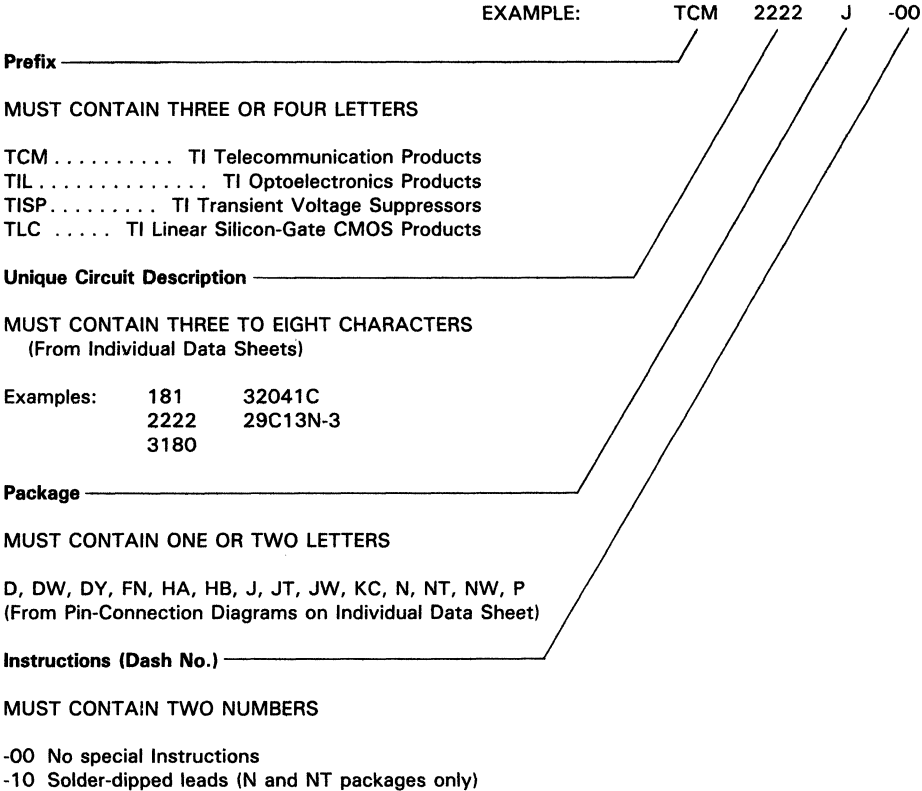 EXAMPLE: TCM 2222 J -00
Prefix
MUST CONTAIN THREE OR FOUR LETTERS
TCM . . . . . . . . . . TI Telecommunication Products
TIL . . . . . . . . . . . . . . TI Optoelectronics Products
TISP . . . . . . . . . TI Transient Voltage Suppressors
TLC . . . . . TI Linear Silicon-Gate CMOS Products
Unique Circuit Description
MUST CONTAIN THREE TO EIGHT CHARACTERS
(From Individual Data Sheets)
Examples: 181 32041C
2222 29C13N-3
3180
Package
MUST CONTAIN ONE OR TWO LETTERS
D, DW, DY, FN, HA, HB, J, JT, JW, KC, N, NT, NW, P
(From Pin-Connection Diagrams on Individual Data Sheet)
Instructions (Dash No.)
MUST CONTAIN TWO NUMBERS
-00 No special Instructions
-10 Solder-dipped leads (N and NT packages only)